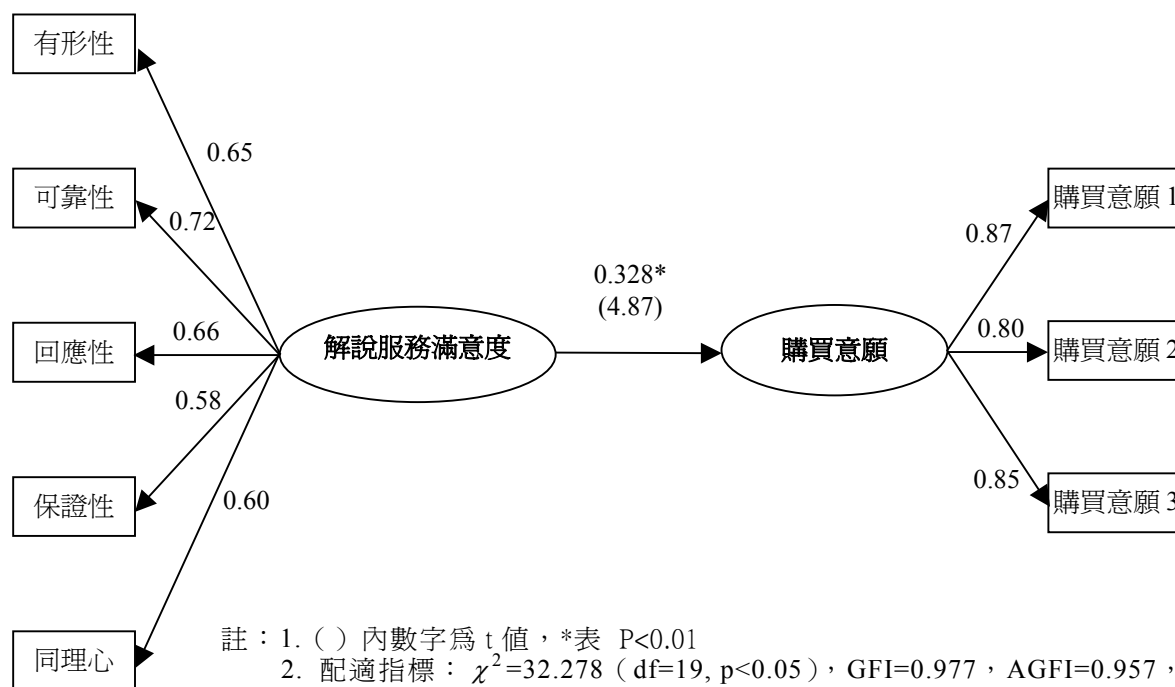 有形性
0.65
可靠性
0.72
購買意願 1
0.87
0.328*
(4.87)
回應性
0.66
解說服務滿意度
購買意願
0.80
購買意願 2
0.58
保證性
0.60
0.85
購買意願 3
同理心
註：1.（ ）內數字爲 t 值，*表 P<0.01
2. 配適指標： χ²=32.278（df=19, p<0.05），GFI=0.977，AGFI=0.957，